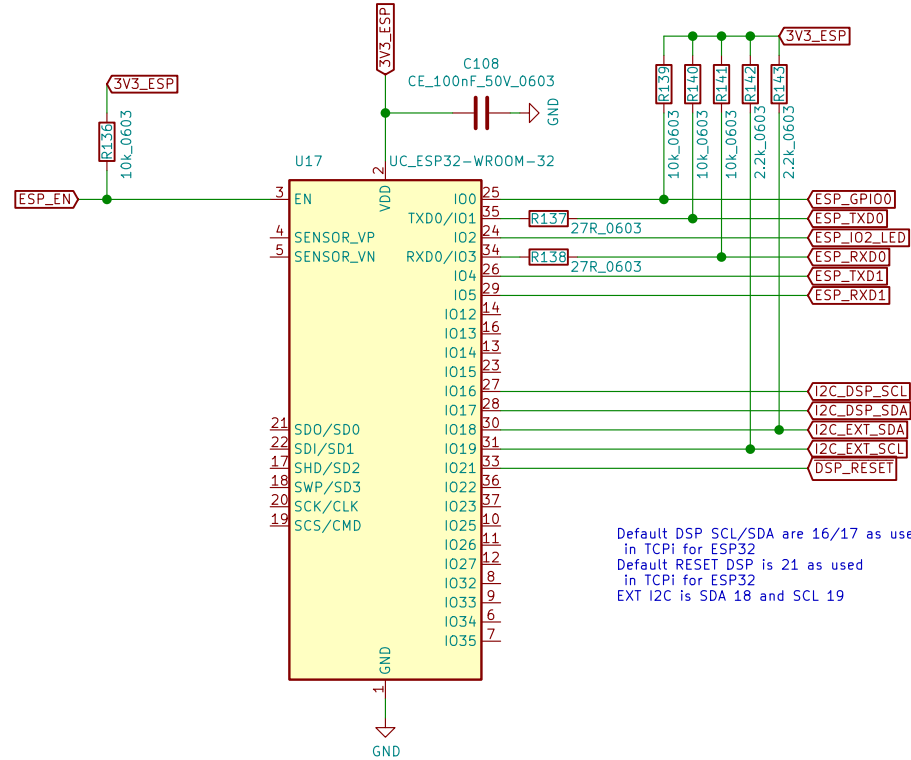 3V3_ESP
C108
CE_100nF_50V_0603
GND
3V3_ESP
3V3_ESP
R136
10k_0603
R139
R140
R141
R142
R143
10k_0603
10k_0603
10k_0603
2.2k_0603
2.2k_0603
U17
UC_ESP32-WROOM-32
2
VDD
ESP_EN
3
EN
IO0
25
ESP_GPIO0
TXD0/IO1
35
R137
27R_0603
ESP_TXD0
4
SENSOR_VP
IO2
24
ESP_IO2_LED
5
SENSOR_VN
RXD0/IO3
34
R138
27R_0603
ESP_RXD0
IO4
26
ESP_TXD1
IO5
29
ESP_RXD1
IO12
14
IO13
16
IO14
13
IO15
23
IO16
27
I2C_DSP_SCL
IO17
28
I2C_DSP_SDA
21
SDO/SD0
IO18
30
I2C_EXT_SDA
22
SDI/SD1
IO19
31
I2C_EXT_SCL
17
SHD/SD2
IO21
33
DSP_RESET
18
SWP/SD3
IO22
36
20
SCK/CLK
IO23
37
19
SCS/CMD
IO25
10
IO26
11
IO27
12
IO32
8
IO33
9
IO34
6
IO35
7
Default DSP SCL/SDA are 16/17 as use
in TCPi for ESP32
Default RESET DSP is 21 as used
in TCPi for ESP32
EXT I2C is SDA 18 and SCL 19
GND
1
GND